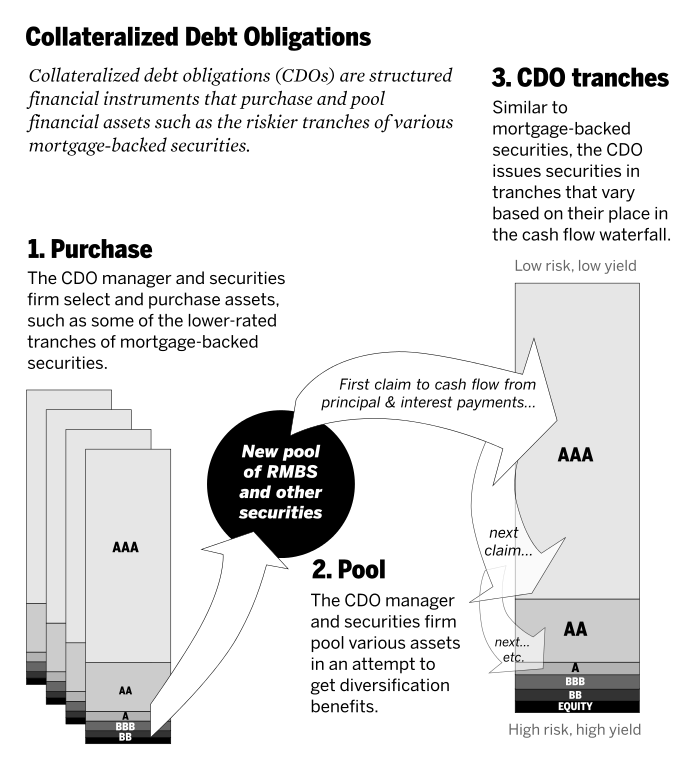 Collateralized Debt Obligations
Collateralized debt obligations (CDOs) are structured
financial instruments that purchase and pool
financial assets such as the riskier tranches of various
mortgage-backed securities.
1. Purchase
The CDO manager and securities
firm select and purchase assets,
such as some of the lower-rated
tranches of mortgage-backed
securities.
AAA
AA
A
BBB
BB
New pool
of RMBS
and other
securities
2. Pool
The CDO manager
and securities firm
pool various assets
in an attempt to
get diversification
benefits.
3. CDO tranches
Similar to
mortgage-backed
securities, the CDO
issues securities in
tranches that vary
based on their place in
the cash flow waterfall.
Low risk, low yield
First claim to cash flow from
principal & interest payments...
AAA
next
claim...
AA
next...
etc.
A
BBB
BB
EQUITY
High risk, high yield